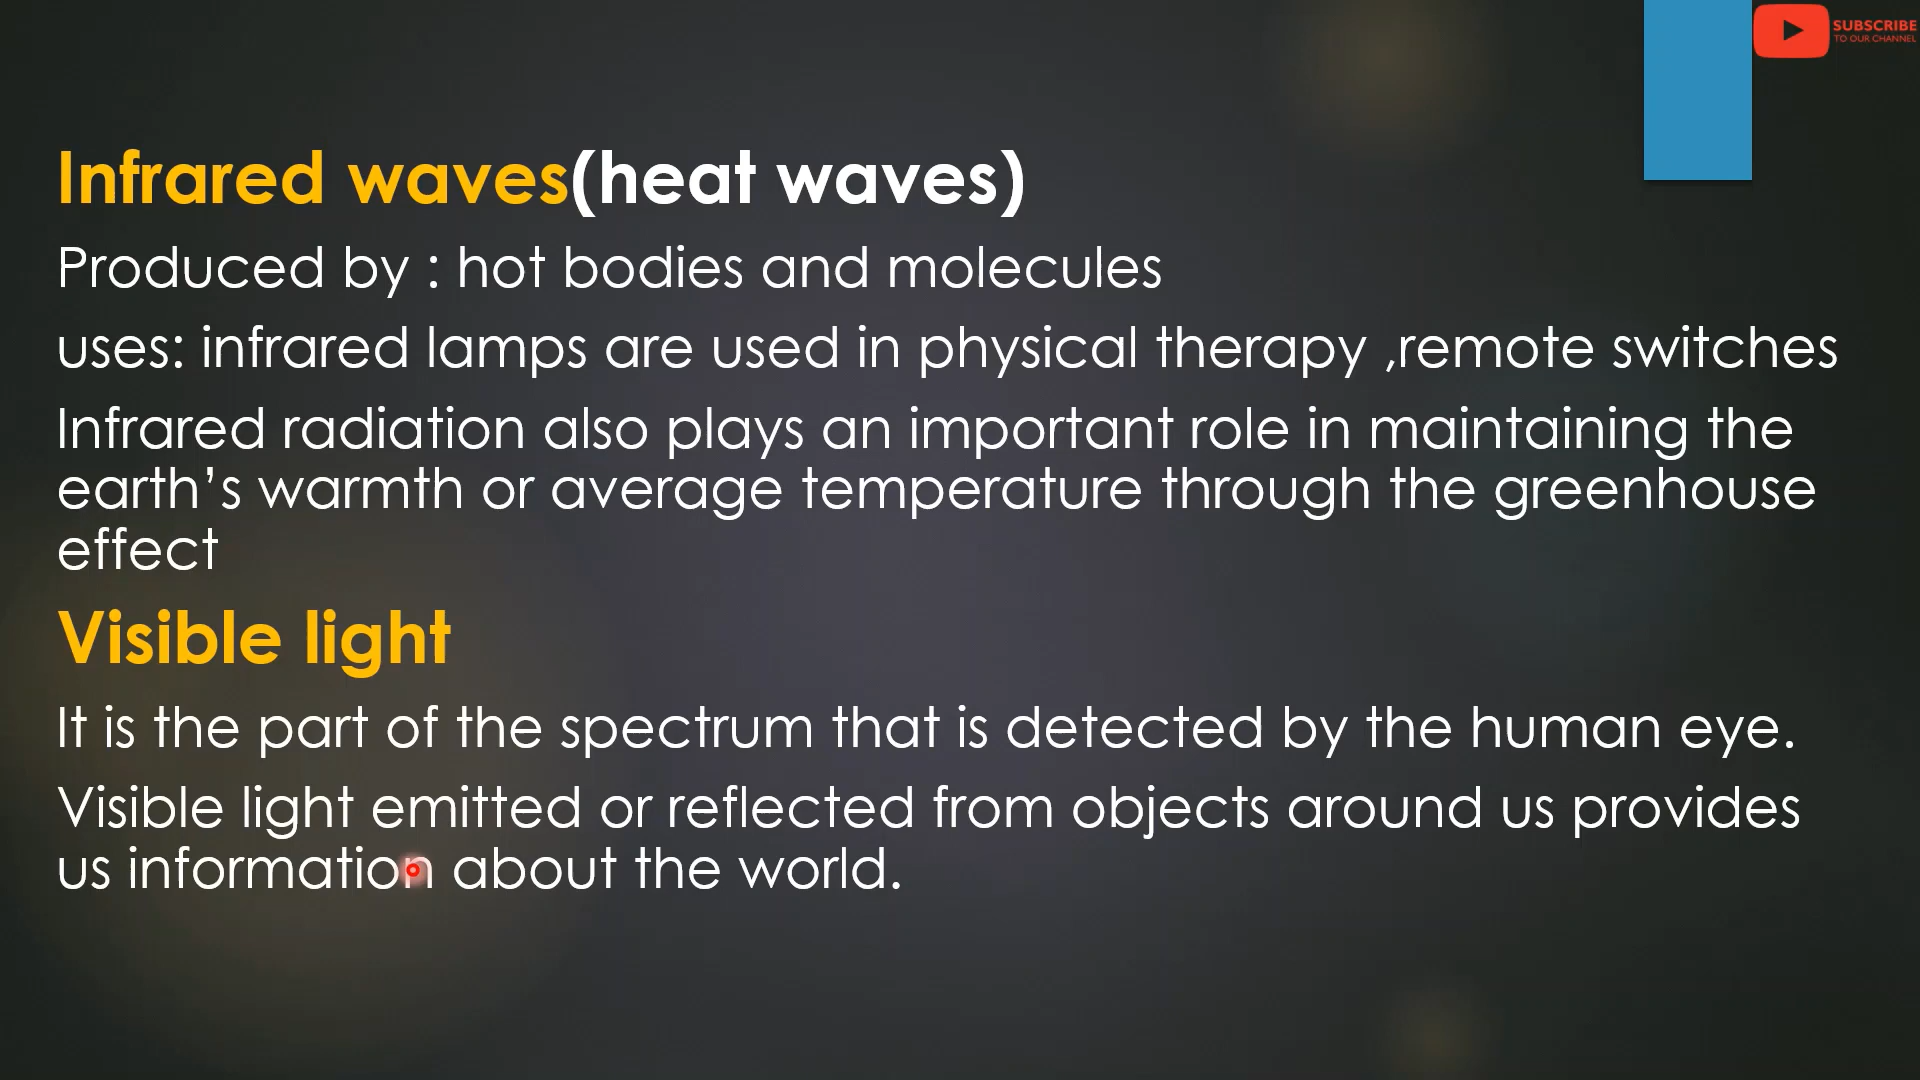 SUBSCRIBE
TO OUR CHANNEL
Infrared waves(heat waves)
Produced by : hot bodies and molecules
uses: infrared lamps are used in physical therapy ,remote switches
Infrared radiation also plays an important role in maintaining the
earth’s warmth or average temperature through the greenhouse
effect
Visible light
It is the part of the spectrum that is detected by the human eye.
Visible light emitted or reflected from objects around us provides
us information about the world.